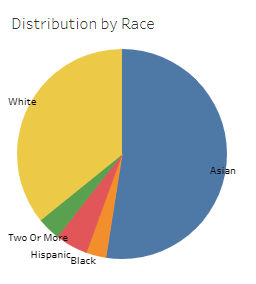 Distribution by Race
White
Asian
Two Or More
Hispanic
Black